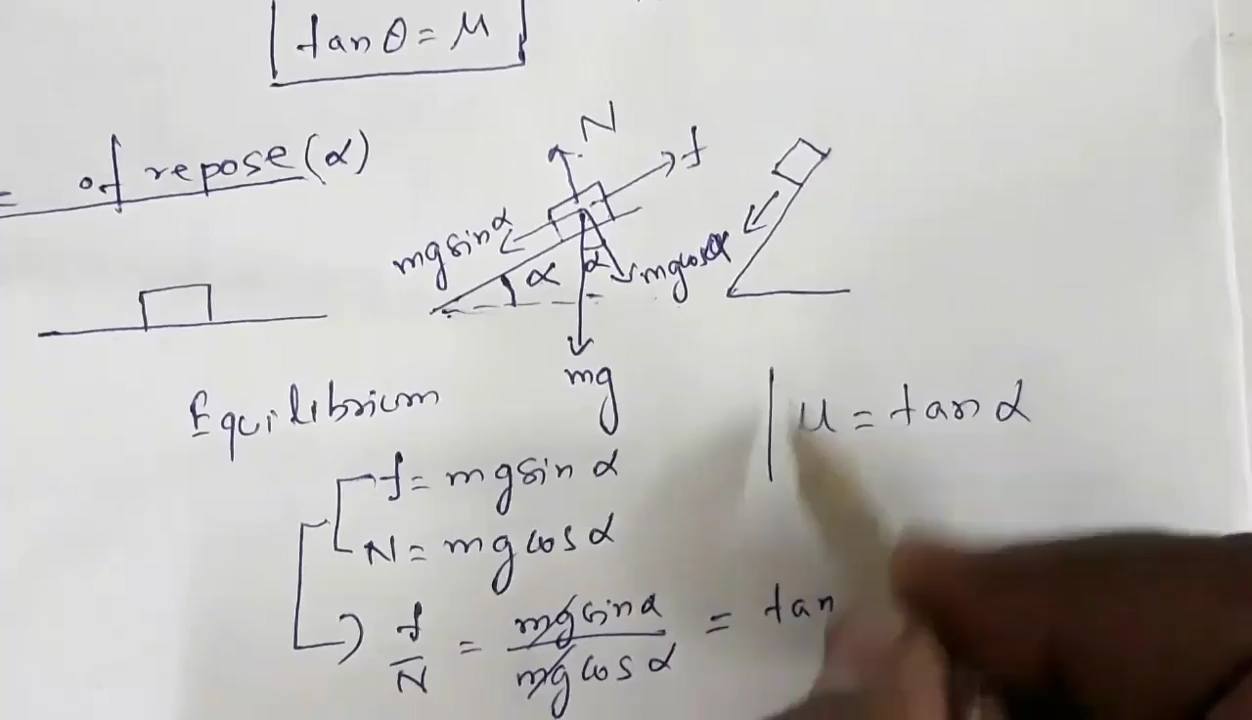 tan θ = μ
= of repose (α)
N
f
mg sin α
α
α
mg cos α
mg
Equilibrium
μ = tan α
f = mg sin α
N = mg cos α
f/N = mg sin α / mg cos α = tan